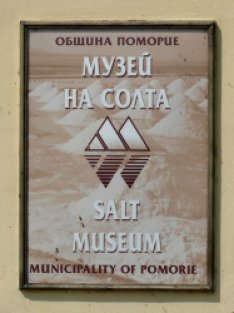 ОБЩИНА ПОМОРИЕ
МУЗЕЙ
НА СОЛТА
SALT
MUSEUM
MUNICIPALITY OF POMORIE